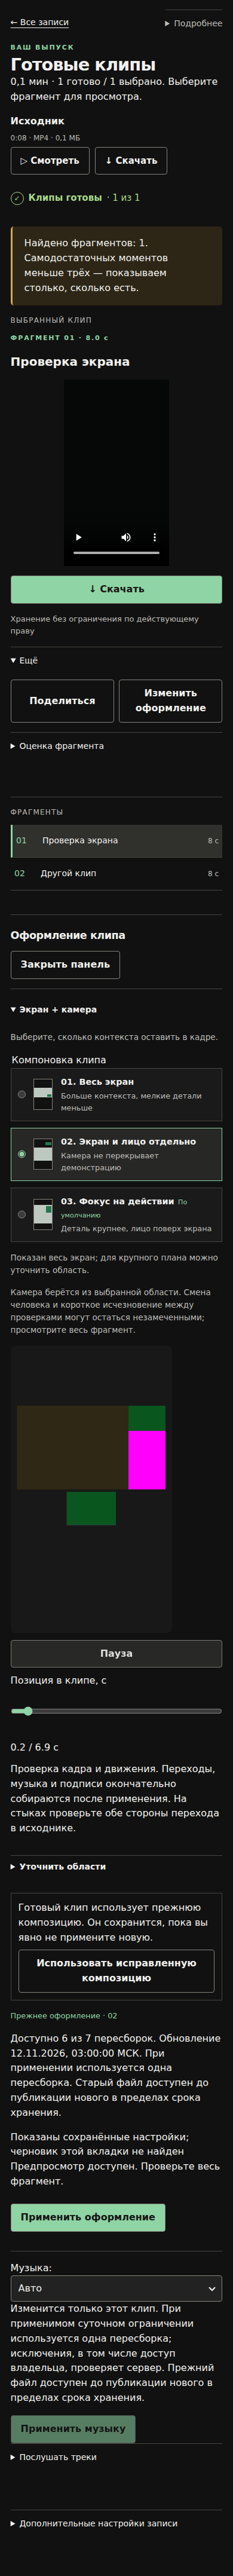 ← Все записи
▶ Подробнее
ВАШ ВЫПУСК
Готовые клипы
0,1 мин · 1 готово / 1 выбрано. Выберите
фрагмент для просмотра.
Исходник
0:08 · MP4 · 0,1 МБ
▷ Смотреть
↓ Скачать
✓ Клипы готовы · 1 из 1
Найдено фрагментов: 1.
Самодостаточных моментов
меньше трёх — показываем
столько, сколько есть.
ВЫБРАННЫЙ КЛИП
ФРАГМЕНТ 01 · 8.0 с
Проверка экрана
↓ Скачать
Хранение без ограничения по действующему
праву
▼ Ещё
Поделиться
Изменить
оформление
▶ Оценка фрагмента
ФРАГМЕНТЫ
01 Проверка экрана 8 с
02 Другой клип 8 с
Оформление клипа
Закрыть панель
▼ Экран + камера
Выберите, сколько контекста оставить в кадре.
Компоновка клипа
01. Весь экран
Больше контекста, мелкие детали
меньше
02. Экран и лицо отдельно
Камера не перекрывает
демонстрацию
03. Фокус на действии По
умолчанию
Деталь крупнее, лицо поверх экрана
Показан весь экран; для крупного плана можно
уточнить область.
Камера берётся из выбранной области. Смена
человека и короткое исчезновение между
проверками могут остаться незамеченными;
просмотрите весь фрагмент.
Пауза
Позиция в клипе, с
0.2 / 6.9 с
Проверка кадра и движения. Переходы,
музыка и подписи окончательно
собираются после применения. На
стыках проверьте обе стороны перехода
в исходнике.
▶ Уточнить области
Готовый клип использует прежнюю
композицию. Он сохранится, пока вы
явно не примените новую.
Использовать исправленную
композицию
Прежнее оформление · 02
Доступно 6 из 7 пересборок. Обновление
12.11.2026, 03:00:00 МСК. При
применении используется одна
пересборка. Старый файл доступен до
публикации нового в пределах срока
хранения.
Показаны сохранённые настройки;
черновик этой вкладки не найден
Предпросмотр доступен. Проверьте весь
фрагмент.
Применить оформление
Музыка:
Авто
Изменится только этот клип. При
применимом суточном ограничении
используется одна пересборка;
исключения, в том числе доступ
владельца, проверяет сервер. Прежний
файл доступен до публикации нового в
пределах срока хранения.
Применить музыку
▶ Послушать треки
▶ Дополнительные настройки записи